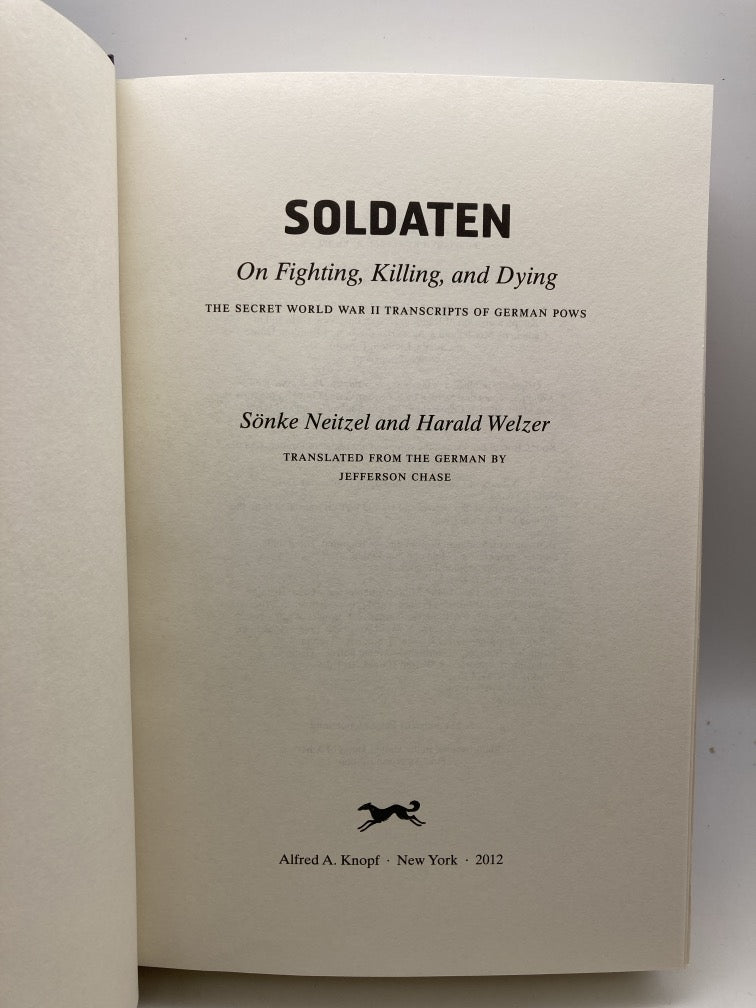 SOLDATEN
On Fighting, Killing, and Dying
THE SECRET WORLD WAR II TRANSCRIPTS OF GERMAN POWS
Sönke Neitzel and Harald Welzer
TRANSLATED FROM THE GERMAN BY
JEFFERSON CHASE
Alfred A. Knopf · New York · 2012